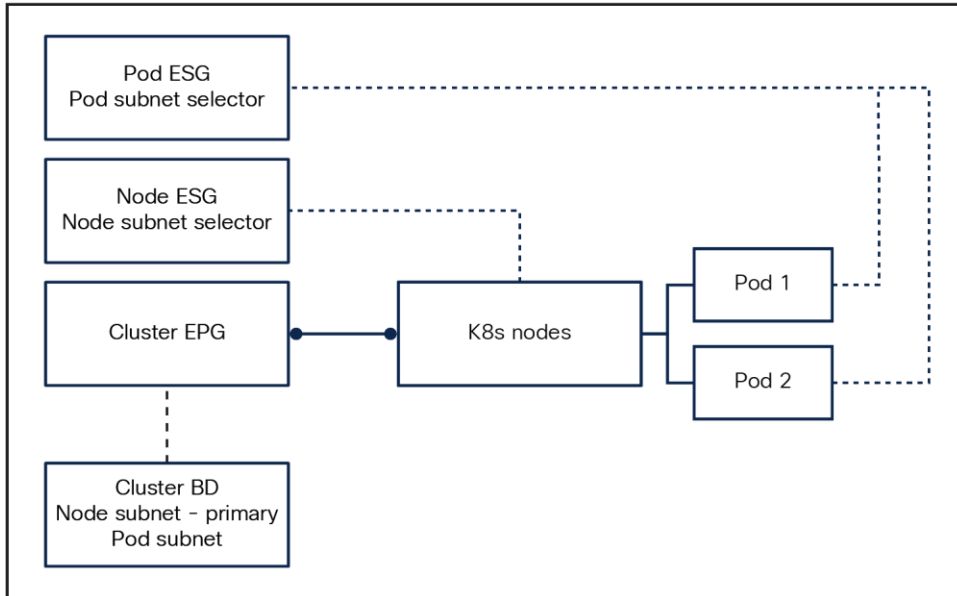 Pod ESG
Pod subnet selector
Node ESG
Node subnet selector
Cluster EPG
K8s nodes
Pod 1
Pod 2
Cluster BD
Node subnet - primary
Pod subnet